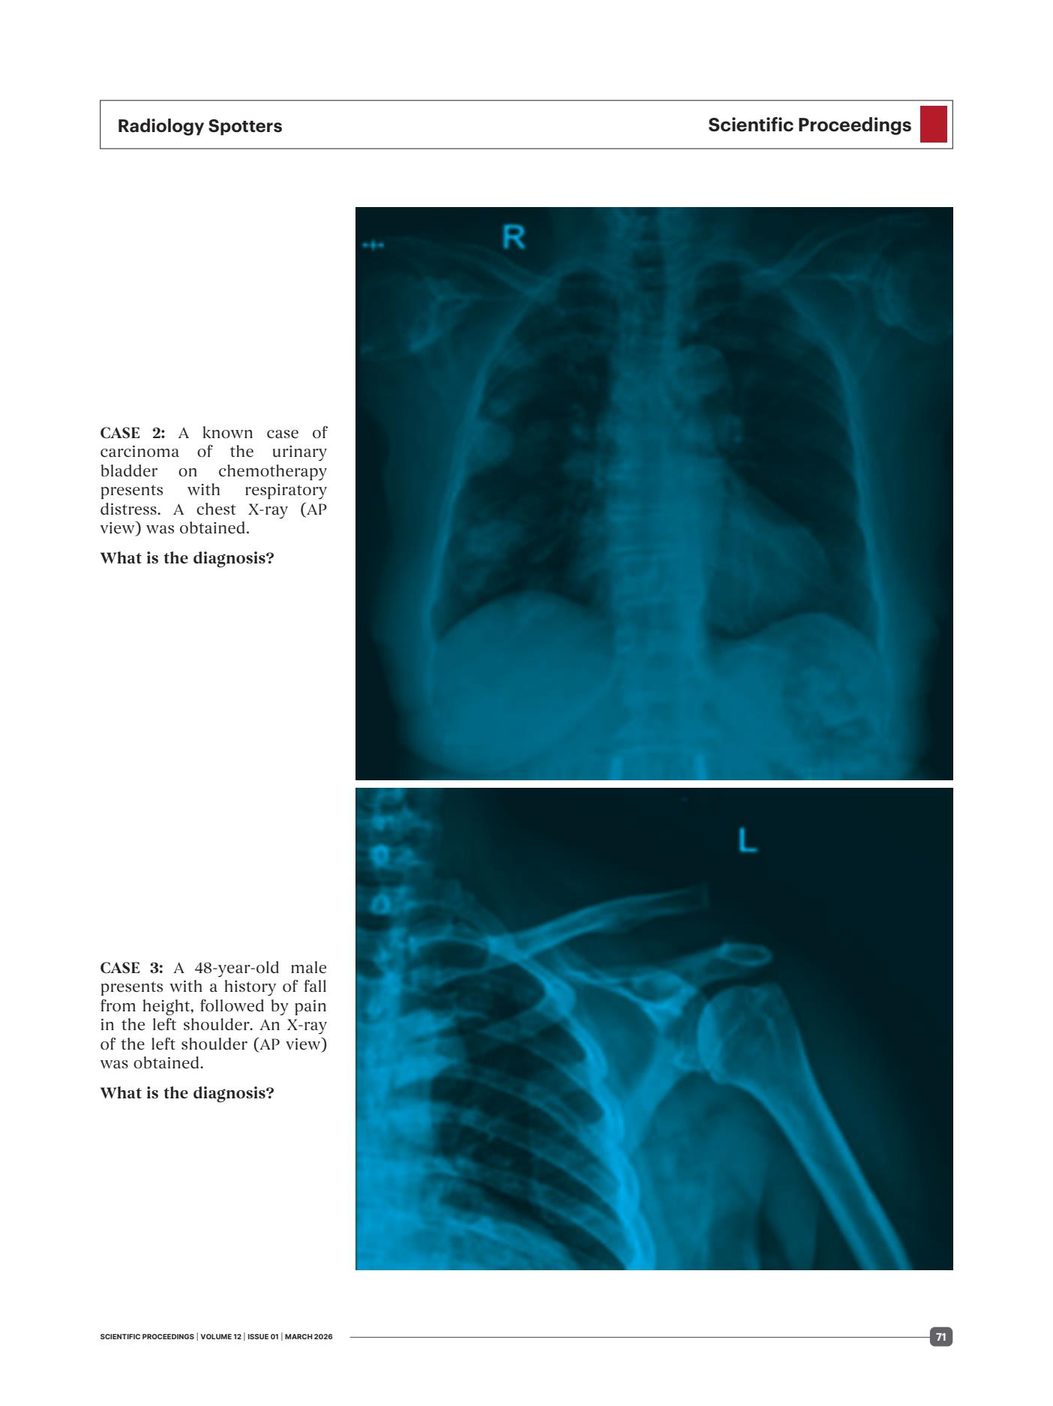 Radiology Spotters
Scientific Proceedings
R
CASE 2: A known case of
carcinoma of the urinary
bladder on chemotherapy
presents with respiratory
distress. A chest X-ray (AP
view) was obtained.
What is the diagnosis?
L
CASE 3: A 48-year-old male
presents with a history of fall
from height, followed by pain
in the left shoulder. An X-ray
of the left shoulder (AP view)
was obtained.
What is the diagnosis?
SCIENTIFIC PROCEEDINGS | VOLUME 12 | ISSUE 01 | MARCH 2026
71